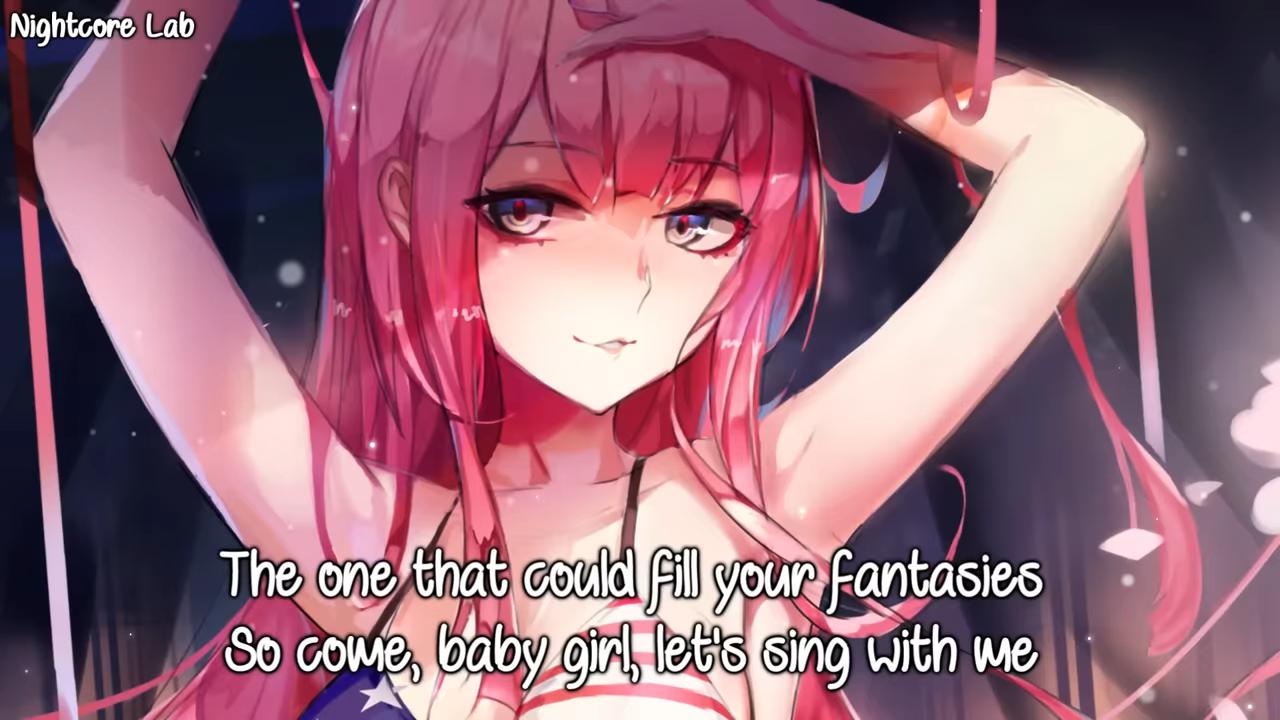 Nightcore Lab
The one that could fill your fantasies
So come, baby girl, let's sing with me